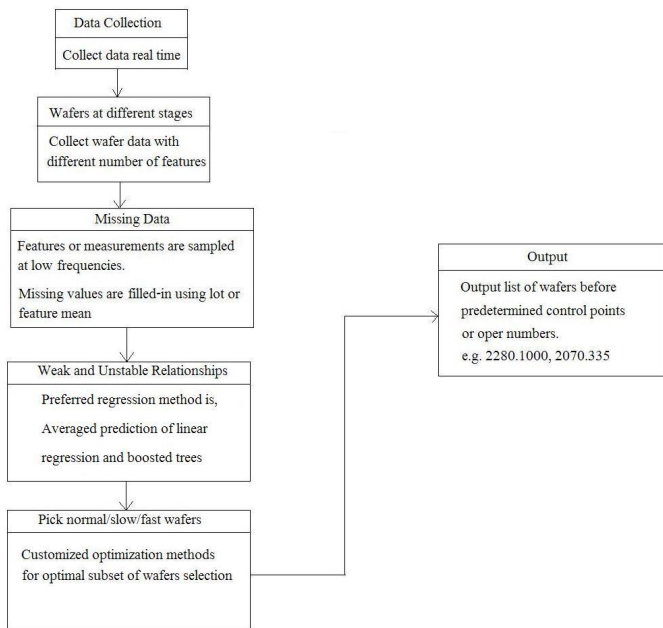 Data Collection
Collect data real time
Wafers at different stages
Collect wafer data with
different number of features
Missing Data
Features or measurements are sampled
at low frequencies.
Missing values are filled-in using lot or
feature mean
Weak and Unstable Relationships
Preferred regression method is,
Averaged prediction of linear
regression and boosted trees
Pick normal/slow/fast wafers
Customized optimization methods
for optimal subset of wafers selection
Output
Output list of wafers before
predetermined control points
or oper numbers.
e.g. 2280.1000, 2070.335